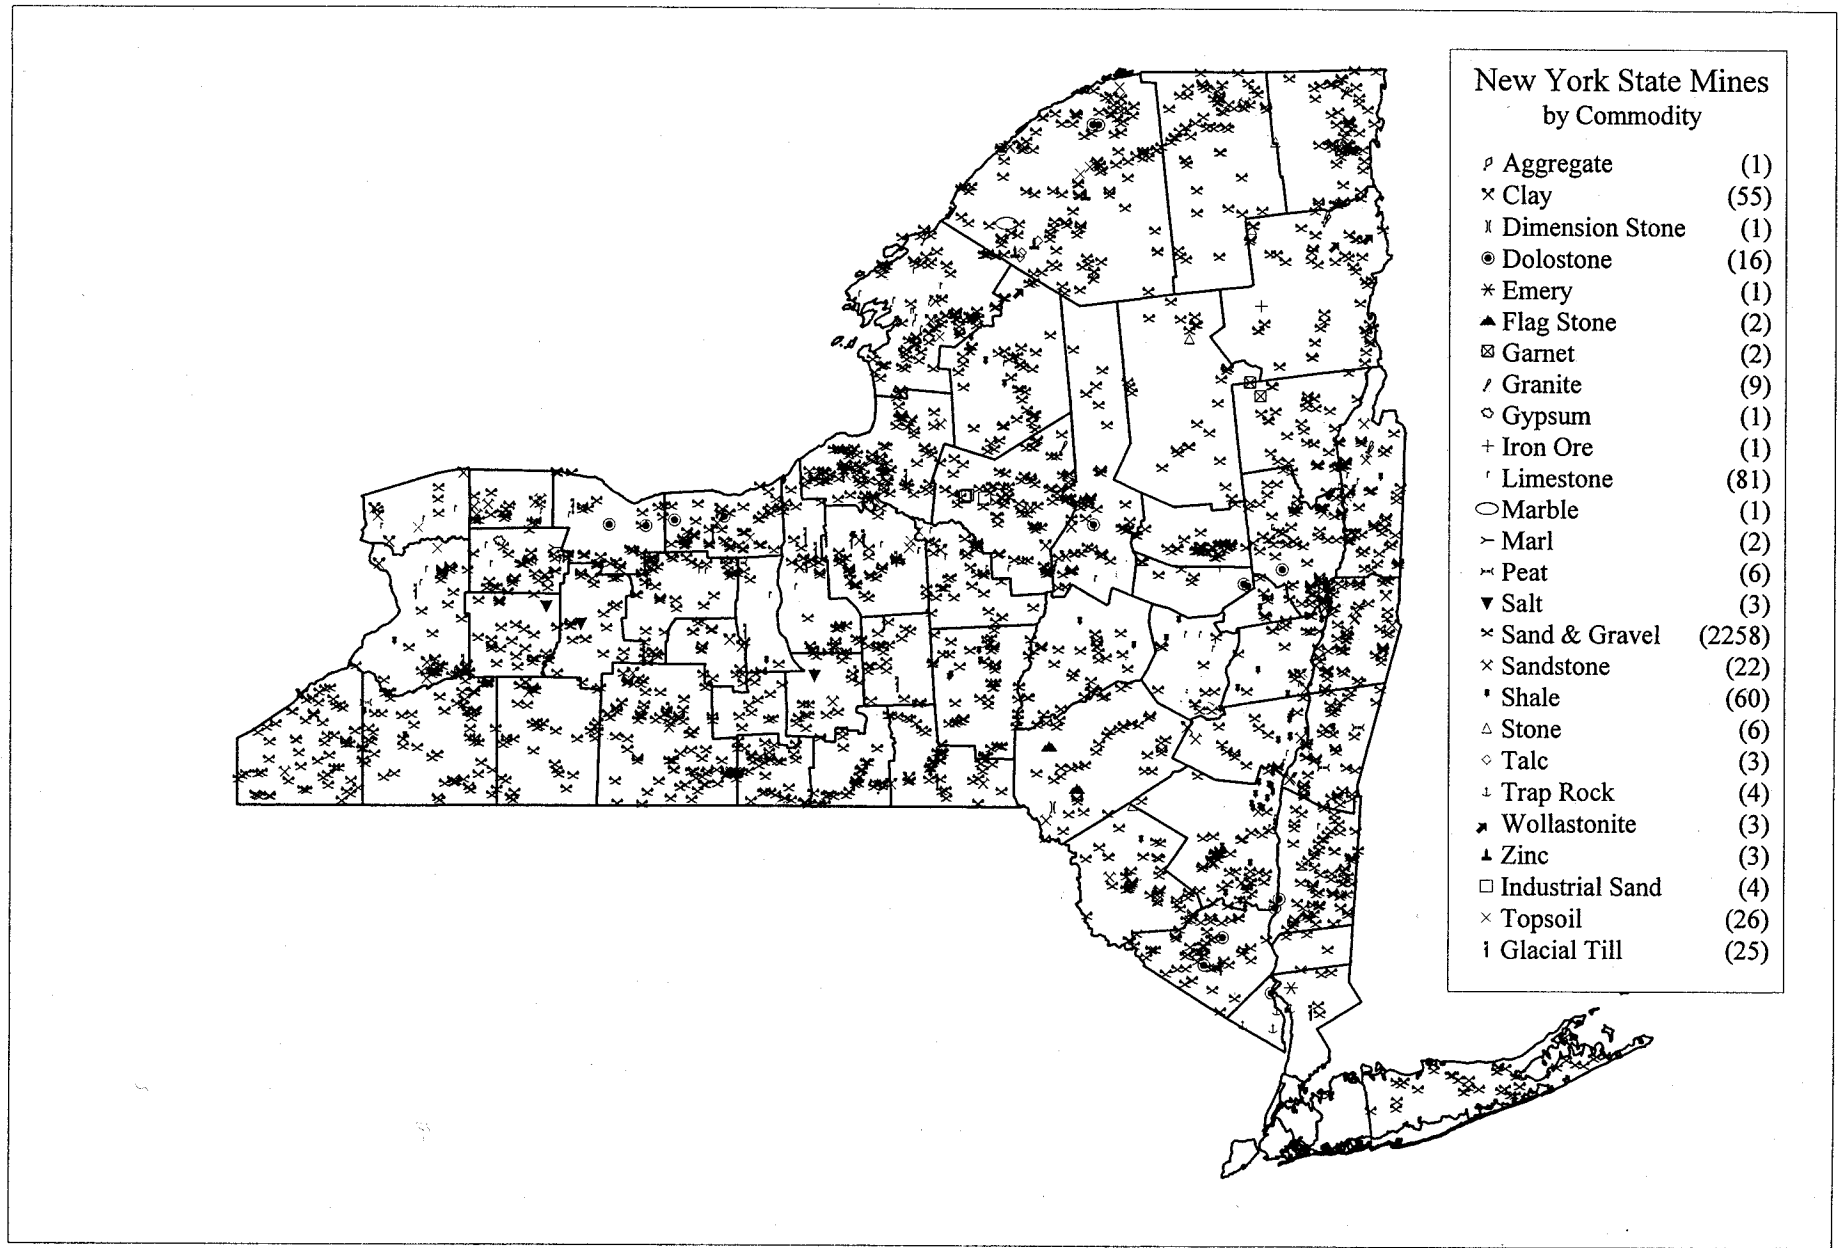 New York State Mines
by Commodity
Aggregate (1)
Clay (55)
Dimension Stone (1)
Dolostone (16)
Emery (1)
Flag Stone (2)
Garnet (2)
Granite (9)
Gypsum (1)
Iron Ore (1)
Limestone (81)
Marble (1)
Marl (2)
Peat (6)
Salt (3)
Sand & Gravel (2258)
Sandstone (22)
Shale (60)
Stone (6)
Talc (3)
Trap Rock (4)
Wollastonite (3)
Zinc (3)
Industrial Sand (4)
Topsoil (26)
Glacial Till (25)